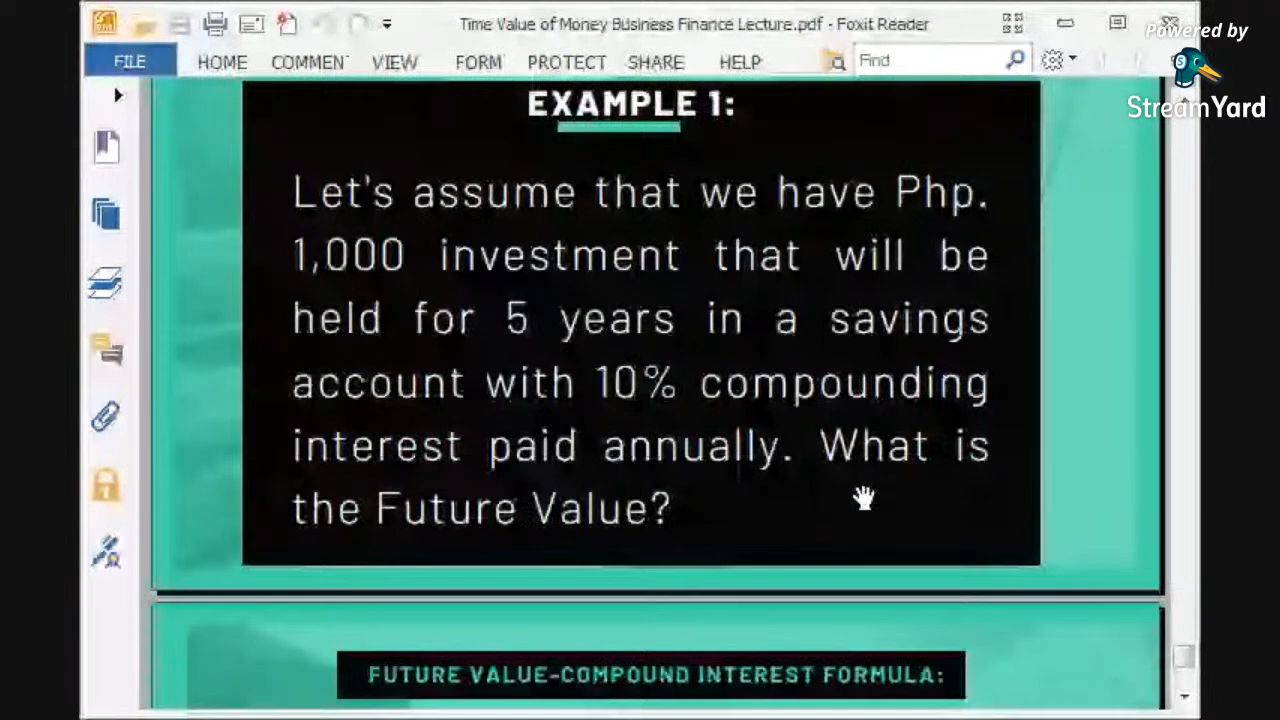 Time Value of Money Business Finance Lecture.pdf - Foxit Reader
Powered by
StreamYard
FILE HOME COMMEN VIEW FORM PROTECT SHARE HELP Find
EXAMPLE 1:
Let's assume that we have Php.
1,000 investment that will be
held for 5 years in a savings
account with 10% compounding
interest paid annually. What is
the Future Value?
FUTURE VALUE-COMPOUND INTEREST FORMULA: